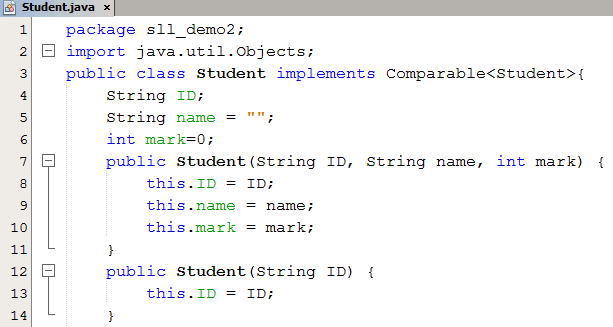 Student.java ×
1 package sll_demo2;
2 import java.util.Objects;
3 public class Student implements Comparable<Student>{
4 String ID;
5 String name = "";
6 int mark=0;
7 public Student(String ID, String name, int mark) {
8 this.ID = ID;
9 this.name = name;
10 this.mark = mark;
11 }
12 public Student(String ID) {
13 this.ID = ID;
14 }